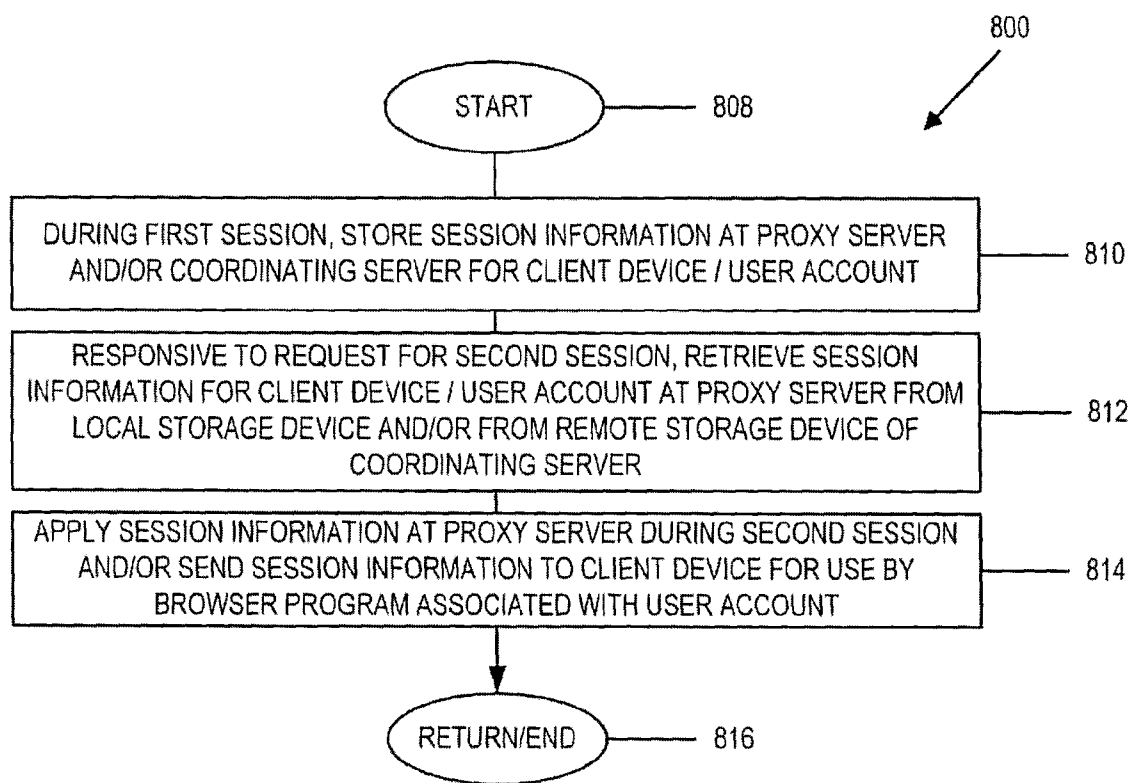 800
START
808
DURING FIRST SESSION, STORE SESSION INFORMATION AT PROXY SERVER
AND/OR COORDINATING SERVER FOR CLIENT DEVICE / USER ACCOUNT
810
RESPONSIVE TO REQUEST FOR SECOND SESSION, RETRIEVE SESSION
INFORMATION FOR CLIENT DEVICE / USER ACCOUNT AT PROXY SERVER FROM
LOCAL STORAGE DEVICE AND/OR FROM REMOTE STORAGE DEVICE OF
COORDINATING SERVER
812
APPLY SESSION INFORMATION AT PROXY SERVER DURING SECOND SESSION
AND/OR SEND SESSION INFORMATION TO CLIENT DEVICE FOR USE BY
BROWSER PROGRAM ASSOCIATED WITH USER ACCOUNT
814
RETURN/END
816